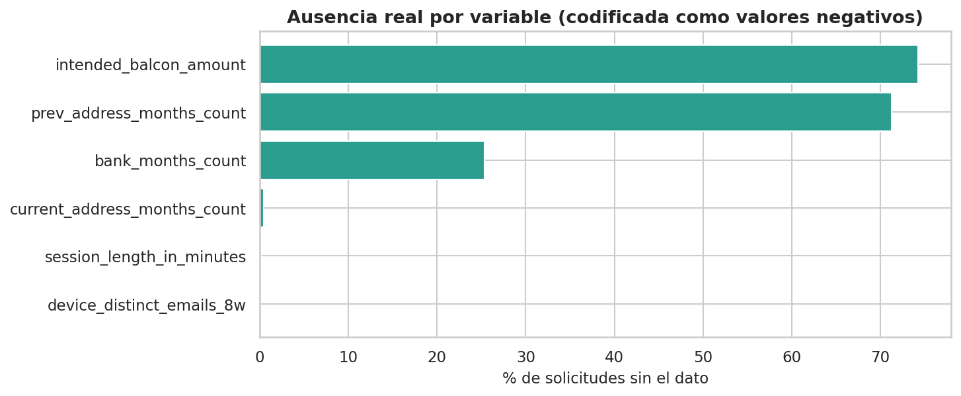 Ausencia real por variable (codificada como valores negativos)
intended_balcon_amount
prev_address_months_count
bank_months_count
current_address_months_count
session_length_in_minutes
device_distinct_emails_8w
0 10 20 30 40 50 60 70
% de solicitudes sin el dato